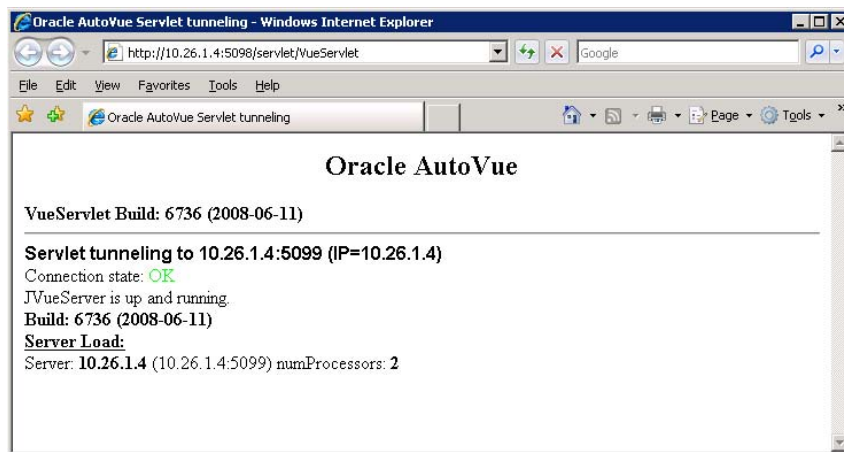 Oracle AutoVue Servlet tunneling - Windows Internet Explorer
http://10.26.1.4:5098/servlet/VueServlet
Google
File Edit View Favorites Tools Help
Oracle AutoVue Servlet tunneling
Page Tools »
Oracle AutoVue
VueServlet Build: 6736 (2008-06-11)
Servlet tunneling to 10.26.1.4:5099 (IP=10.26.1.4)
Connection state: OK
JVueServer is up and running.
Build: 6736 (2008-06-11)
Server Load:
Server: 10.26.1.4 (10.26.1.4:5099) numProcessors: 2